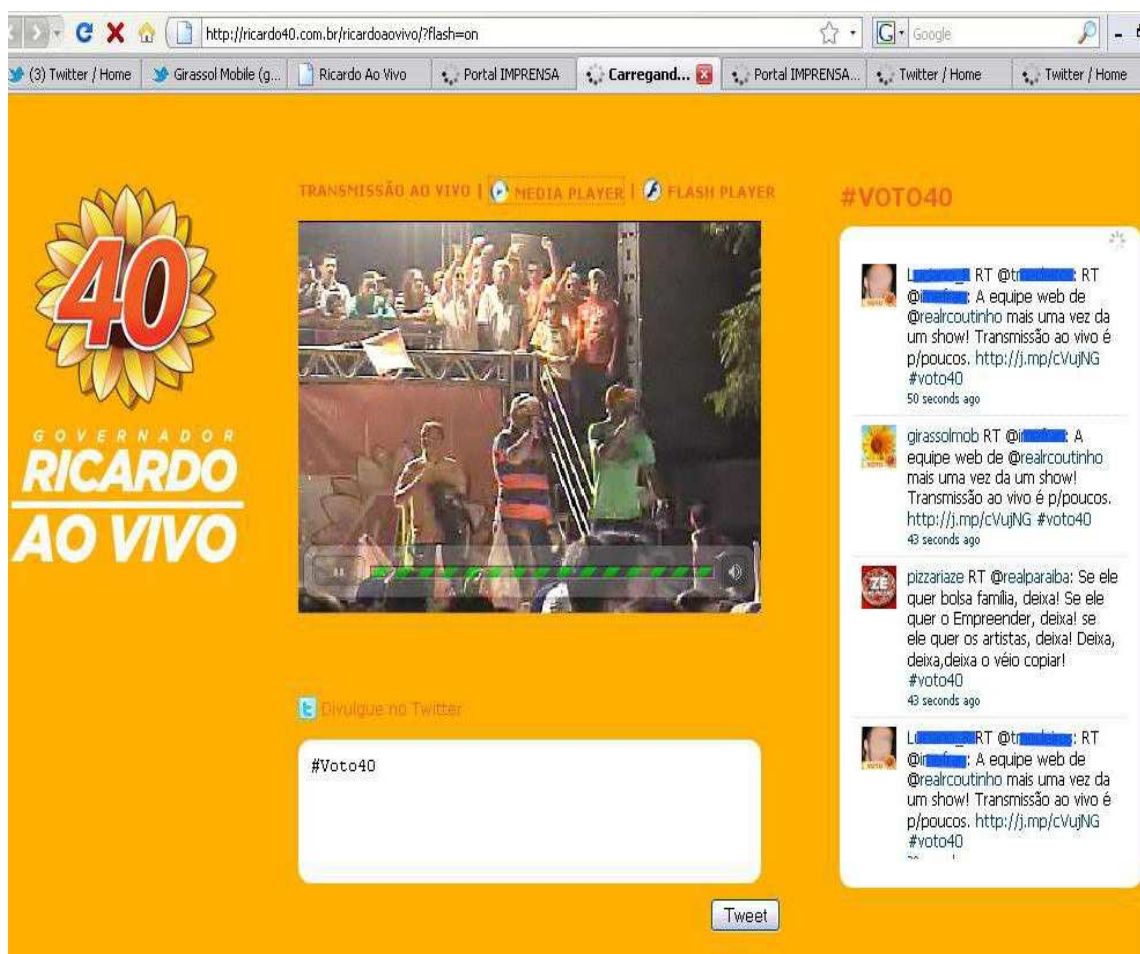 http://ricardo40.com.br/ricardoaovivo/?flash=on
Google
(3) Twitter / Home
Girassol Mobile (g...
Ricardo Ao Vivo
Portal IMPRENSA
Carregand...
Portal IMPRENSA...
Twitter / Home
Twitter / Home
40
GOVERNADOR
RICARDO
AO VIVO
TRANSMISSÃO AO VIVO | MEDIA PLAYER | FLASH PLAYER
Divulgue no Twitter
#Voto40
Tweet
#VOTO40
RT
RT
A equipe web de
@realrcoutinho mais uma vez da
um show! Transmissão ao vivo é
p/poucos. http://j.mp/cVujNG
#voto40
50 seconds ago
girassolmob RT A
equipe web de @realrcoutinho
mais uma vez da um show!
Transmissão ao vivo é p/poucos.
http://j.mp/cVujNG #voto40
43 seconds ago
ZÉ
pizzariaze RT @realparaiba: Se ele
quer bolsa família, deixa! Se ele
quer o Empreender, deixa! se
ele quer os artistas, deixa! Deixa,
deixa,deixa o véio copiar!
#voto40
43 seconds ago
RT
RT
A equipe web de
@realrcoutinho mais uma vez da
um show! Transmissão ao vivo é
p/poucos. http://j.mp/cVujNG
#voto40